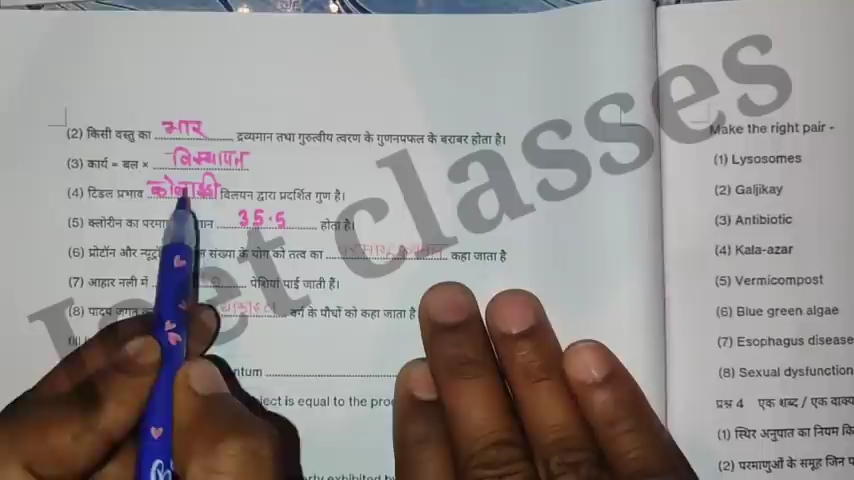 (2) किसी वस्तु का भार द्रव्यमान तथा गुरुत्वीय त्वरण के गुणनफल के बराबर होता है।
(3) कार्य = बल × विस्थापन
(4) टिंडल प्रभाव विलयन द्वारा प्रदर्शित गुण है।
(5) क्लोरीन का 35.5 होता है।
(6) प्रोटॉन और संख्या के योग को तत्व का कहा जाता है
(7) आहार नली में पेशियां पाई जाती हैं।
(8) पादप जगत वर्ग के पौधों को कहा जाता है
ntum
ject is equal to the
exhibited
Make the right pair -
(1) Lysosomes
(2) Galjikay
(3) Antibiotic
(4) Kala-azar
(5) Vermicompost
(6) Blue green algae
(7) Esophagus disease
(8) Sexual dysfunction
प्रश्न 4 एक शब्द / एक
(1) स्थिर अनुपात का नियम
(2) परमाणुओं के समूह जिन
Joet classes